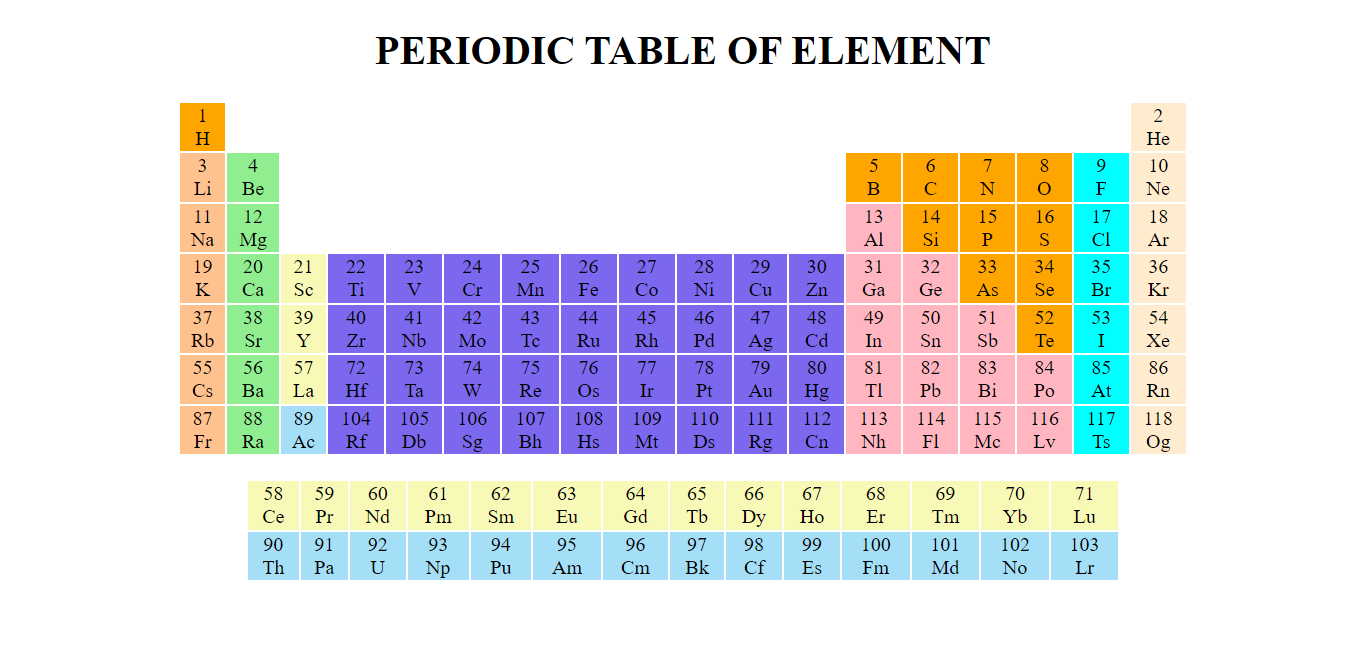 PERIODIC TABLE OF ELEMENT
1 2
H He
3 4 5 6 7 8 9 10
Li Be B C N O F Ne
11 12 13 14 15 16 17 18
Na Mg Al Si P S Cl Ar
19 20 21 22 23 24 25 26 27 28 29 30 31 32 33 34 35 36
K Ca Sc Ti V Cr Mn Fe Co Ni Cu Zn Ga Ge As Se Br Kr
37 38 39 40 41 42 43 44 45 46 47 48 49 50 51 52 53 54
Rb Sr Y Zr Nb Mo Tc Ru Rh Pd Ag Cd In Sn Sb Te I Xe
55 56 57 72 73 74 75 76 77 78 79 80 81 82 83 84 85 86
Cs Ba La Hf Ta W Re Os Ir Pt Au Hg Tl Pb Bi Po At Rn
87 88 89 104 105 106 107 108 109 110 111 112 113 114 115 116 117 118
Fr Ra Ac Rf Db Sg Bh Hs Mt Ds Rg Cn Nh Fl Mc Lv Ts Og
58 59 60 61 62 63 64 65 66 67 68 69 70 71
Ce Pr Nd Pm Sm Eu Gd Tb Dy Ho Er Tm Yb Lu
90 91 92 93 94 95 96 97 98 99 100 101 102 103
Th Pa U Np Pu Am Cm Bk Cf Es Fm Md No Lr